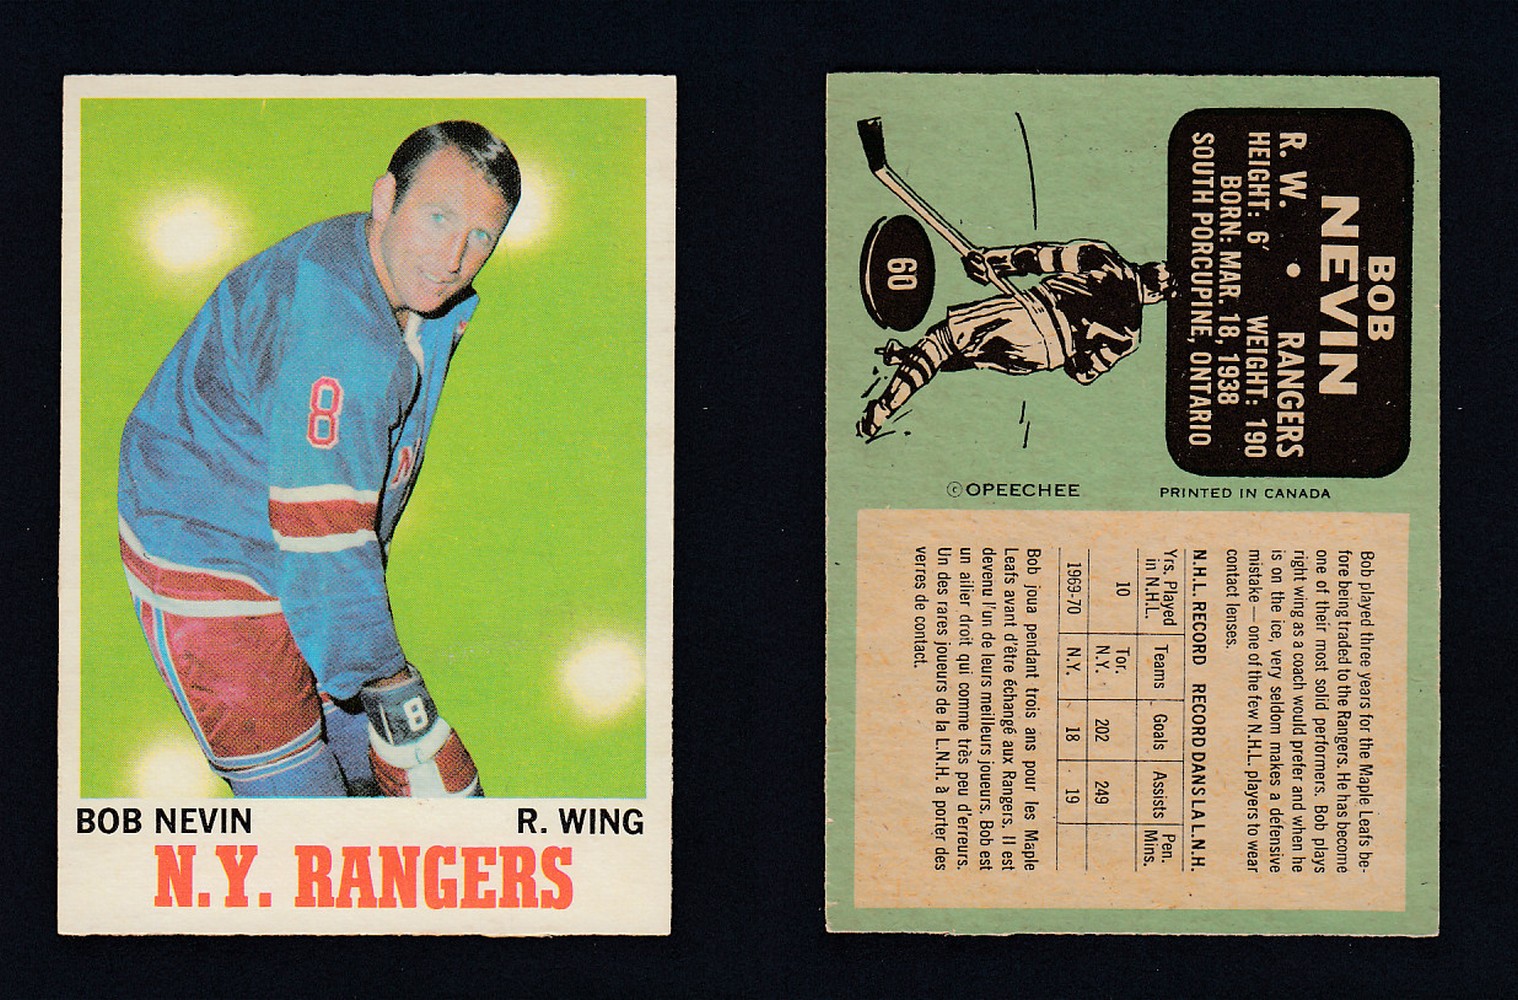 8
N
8
BOB NEVIN R. WING
N.Y. RANGERS
BOB
NEVIN
R. W. • RANGERS
HEIGHT: 6′ WEIGHT: 190
BORN: MAR. 18, 1938
SOUTH PORCUPINE, ONTARIO
60
© OPEECHEE PRINTED IN CANADA
Bob played three years for the Maple Leafs be-
fore being traded to the Rangers. He has become
one of their most solid performers. Bob plays
right wing as a coach would prefer and when he
is on the ice, very seldom makes a defensive
mistake — one of the few N.H.L. players to wear
contact lenses.
N.H.L. RECORD RECORD DANS LA L.N.H.
Yrs. Played in N.H.L. Teams Goals Assists Pen. Mins.
10 Tor. N.Y. 202 249
1969-70 N.Y. 18 19
Bob joua pendant trois ans pour les Maple
Leafs avant d'être échangé aux Rangers. Il est
devenu l'un de leurs meilleurs joueurs. Bob est
un ailier droit qui comme très peu d'erreurs.
Un des rares joueurs de la L.N.H. à porter des
verres de contact.